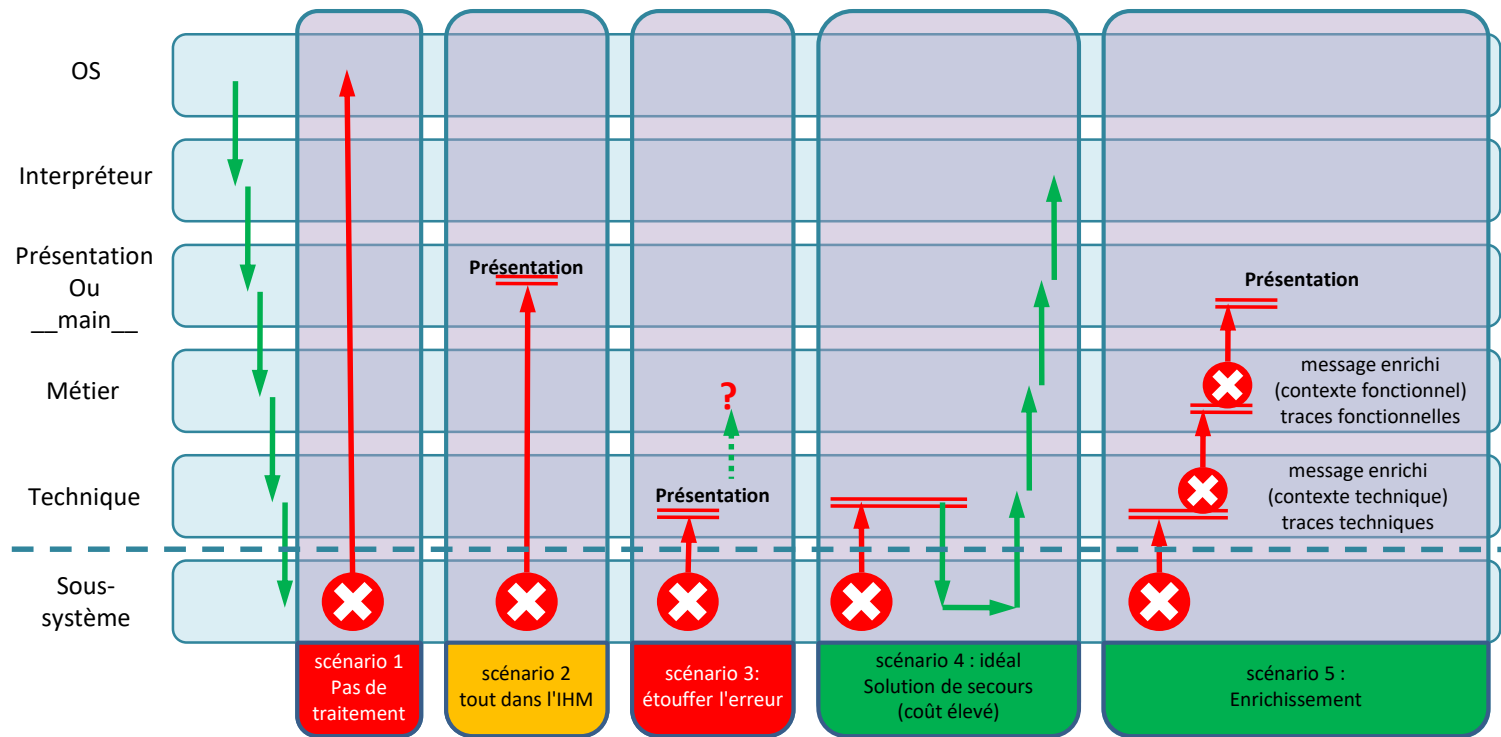 OS
Interpréteur
Présentation
Ou
__main__
Métier
Technique
Sous-
système
Présentation
Présentation
?
Présentation
message enrichi
(contexte fonctionnel)
traces fonctionnelles
message enrichi
(contexte technique)
traces techniques
scénario 1
Pas de
traitement
scénario 2
tout dans l'IHM
scénario 3:
étouffer l'erreur
scénario 4 : idéal
Solution de secours
(coût élevé)
scénario 5 :
Enrichissement